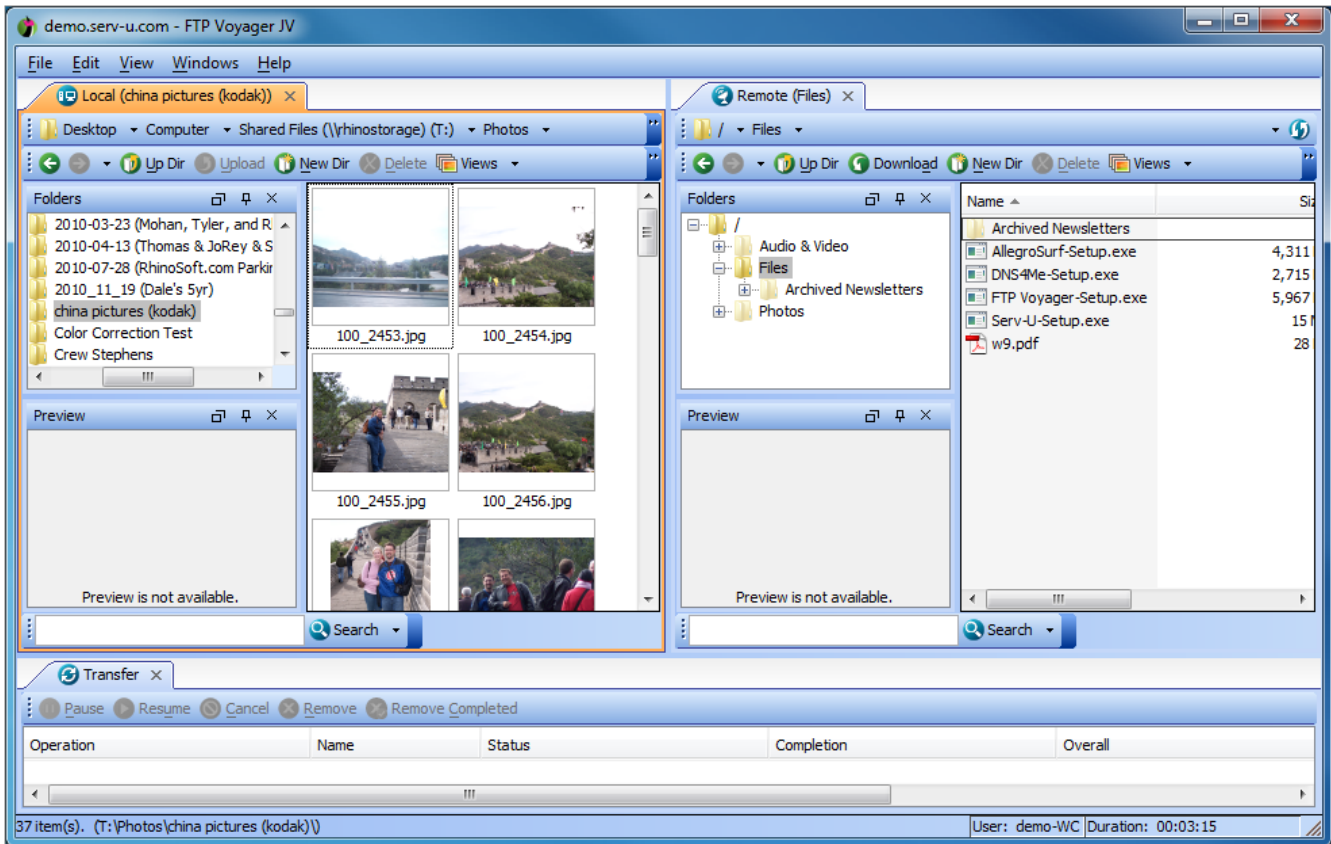 demo.serv-u.com - FTP Voyager JV
File Edit View Windows Help
Local (china pictures (kodak))
Desktop Computer Shared Files (\\rhinostorage) (T:) Photos
Up Dir Upload New Dir Delete Views
Folders
2010-03-23 (Mohan, Tyler, and R
2010-04-13 (Thomas & JoRey & S
2010-07-28 (RhinoSoft.com Parkir
2010_11_19 (Dale's 5yr)
china pictures (kodak)
Color Correction Test
Crew Stephens
Preview
Preview is not available.
100_2453.jpg 100_2454.jpg
100_2455.jpg 100_2456.jpg
Search
Remote (Files)
/ Files
Up Dir Download New Dir Delete Views
Folders
/
Audio & Video
Files
Archived Newsletters
Photos
Preview
Preview is not available.
Name Siz
Archived Newsletters
AllegroSurf-Setup.exe 4,311
DNS4Me-Setup.exe 2,715
FTP Voyager-Setup.exe 5,967
Serv-U-Setup.exe 15
w9.pdf 28
Search
Transfer
Pause Resume Cancel Remove Remove Completed
Operation Name Status Completion Overall
37 item(s). (T:\Photos\china pictures (kodak)\)
User: demo-WC Duration: 00:03:15